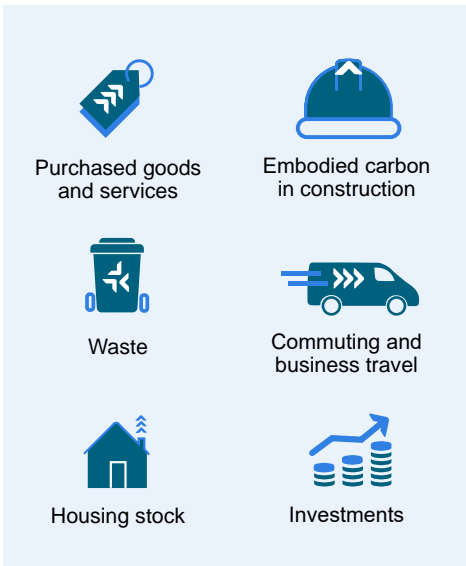 Purchased goods
and services
Embodied carbon
in construction
Waste
Commuting and
business travel
Housing stock
Investments